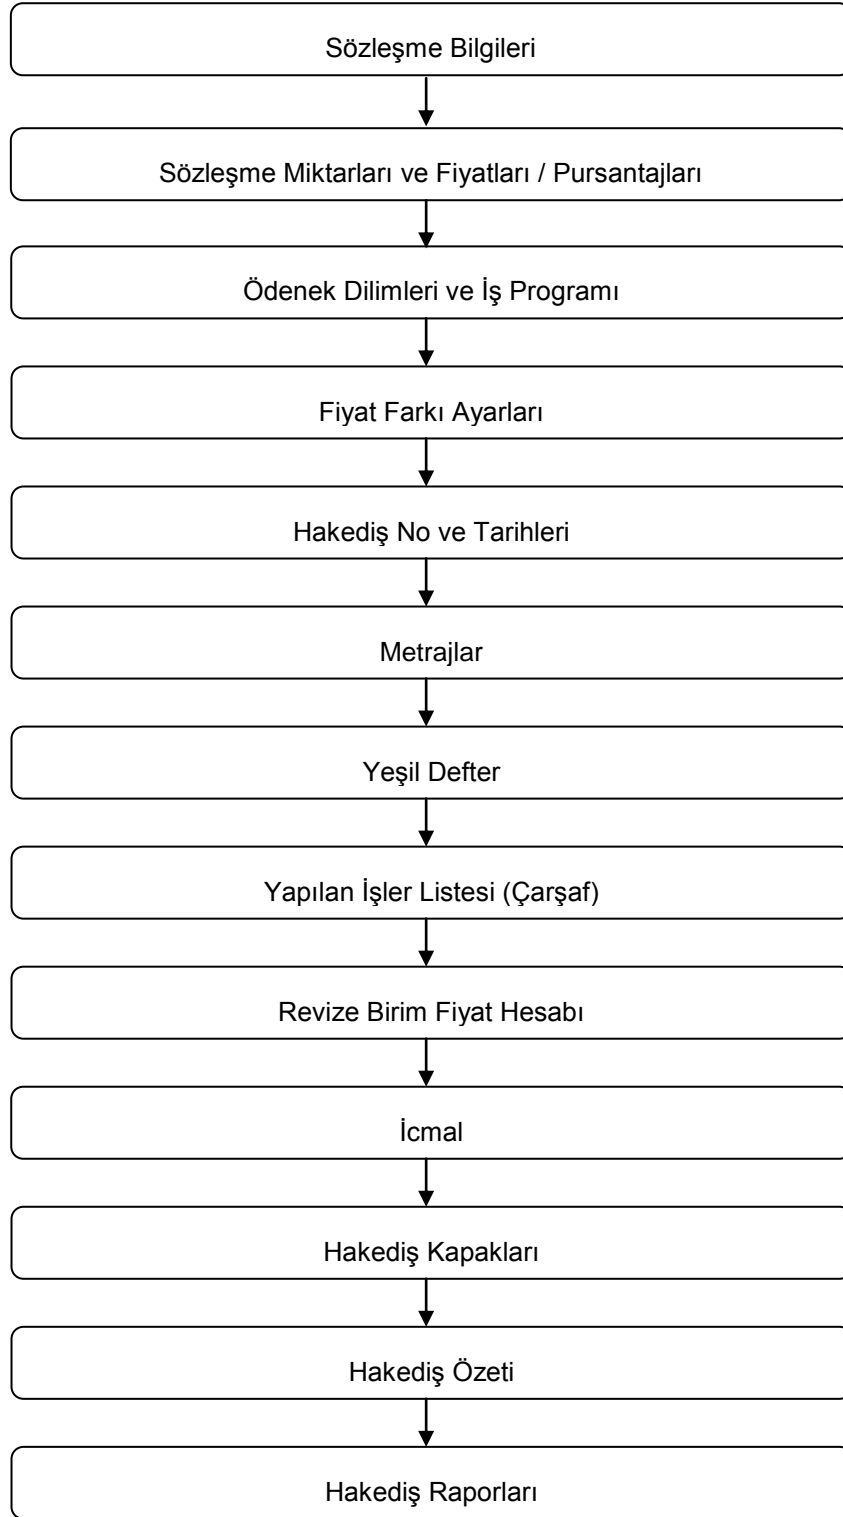 Sözleşme Bilgileri
Sözleşme Miktarları ve Fiyatları / Pursantajları
Ödenek Dilimleri ve İş Programı
Fiyat Farkı Ayarları
Hakediş No ve Tarihleri
Metrajlar
Yeşil Defter
Yapılan İşler Listesi (Çarşaf)
Revize Birim Fiyat Hesabı
İcmal
Hakediş Kapakları
Hakediş Özeti
Hakediş Raporları